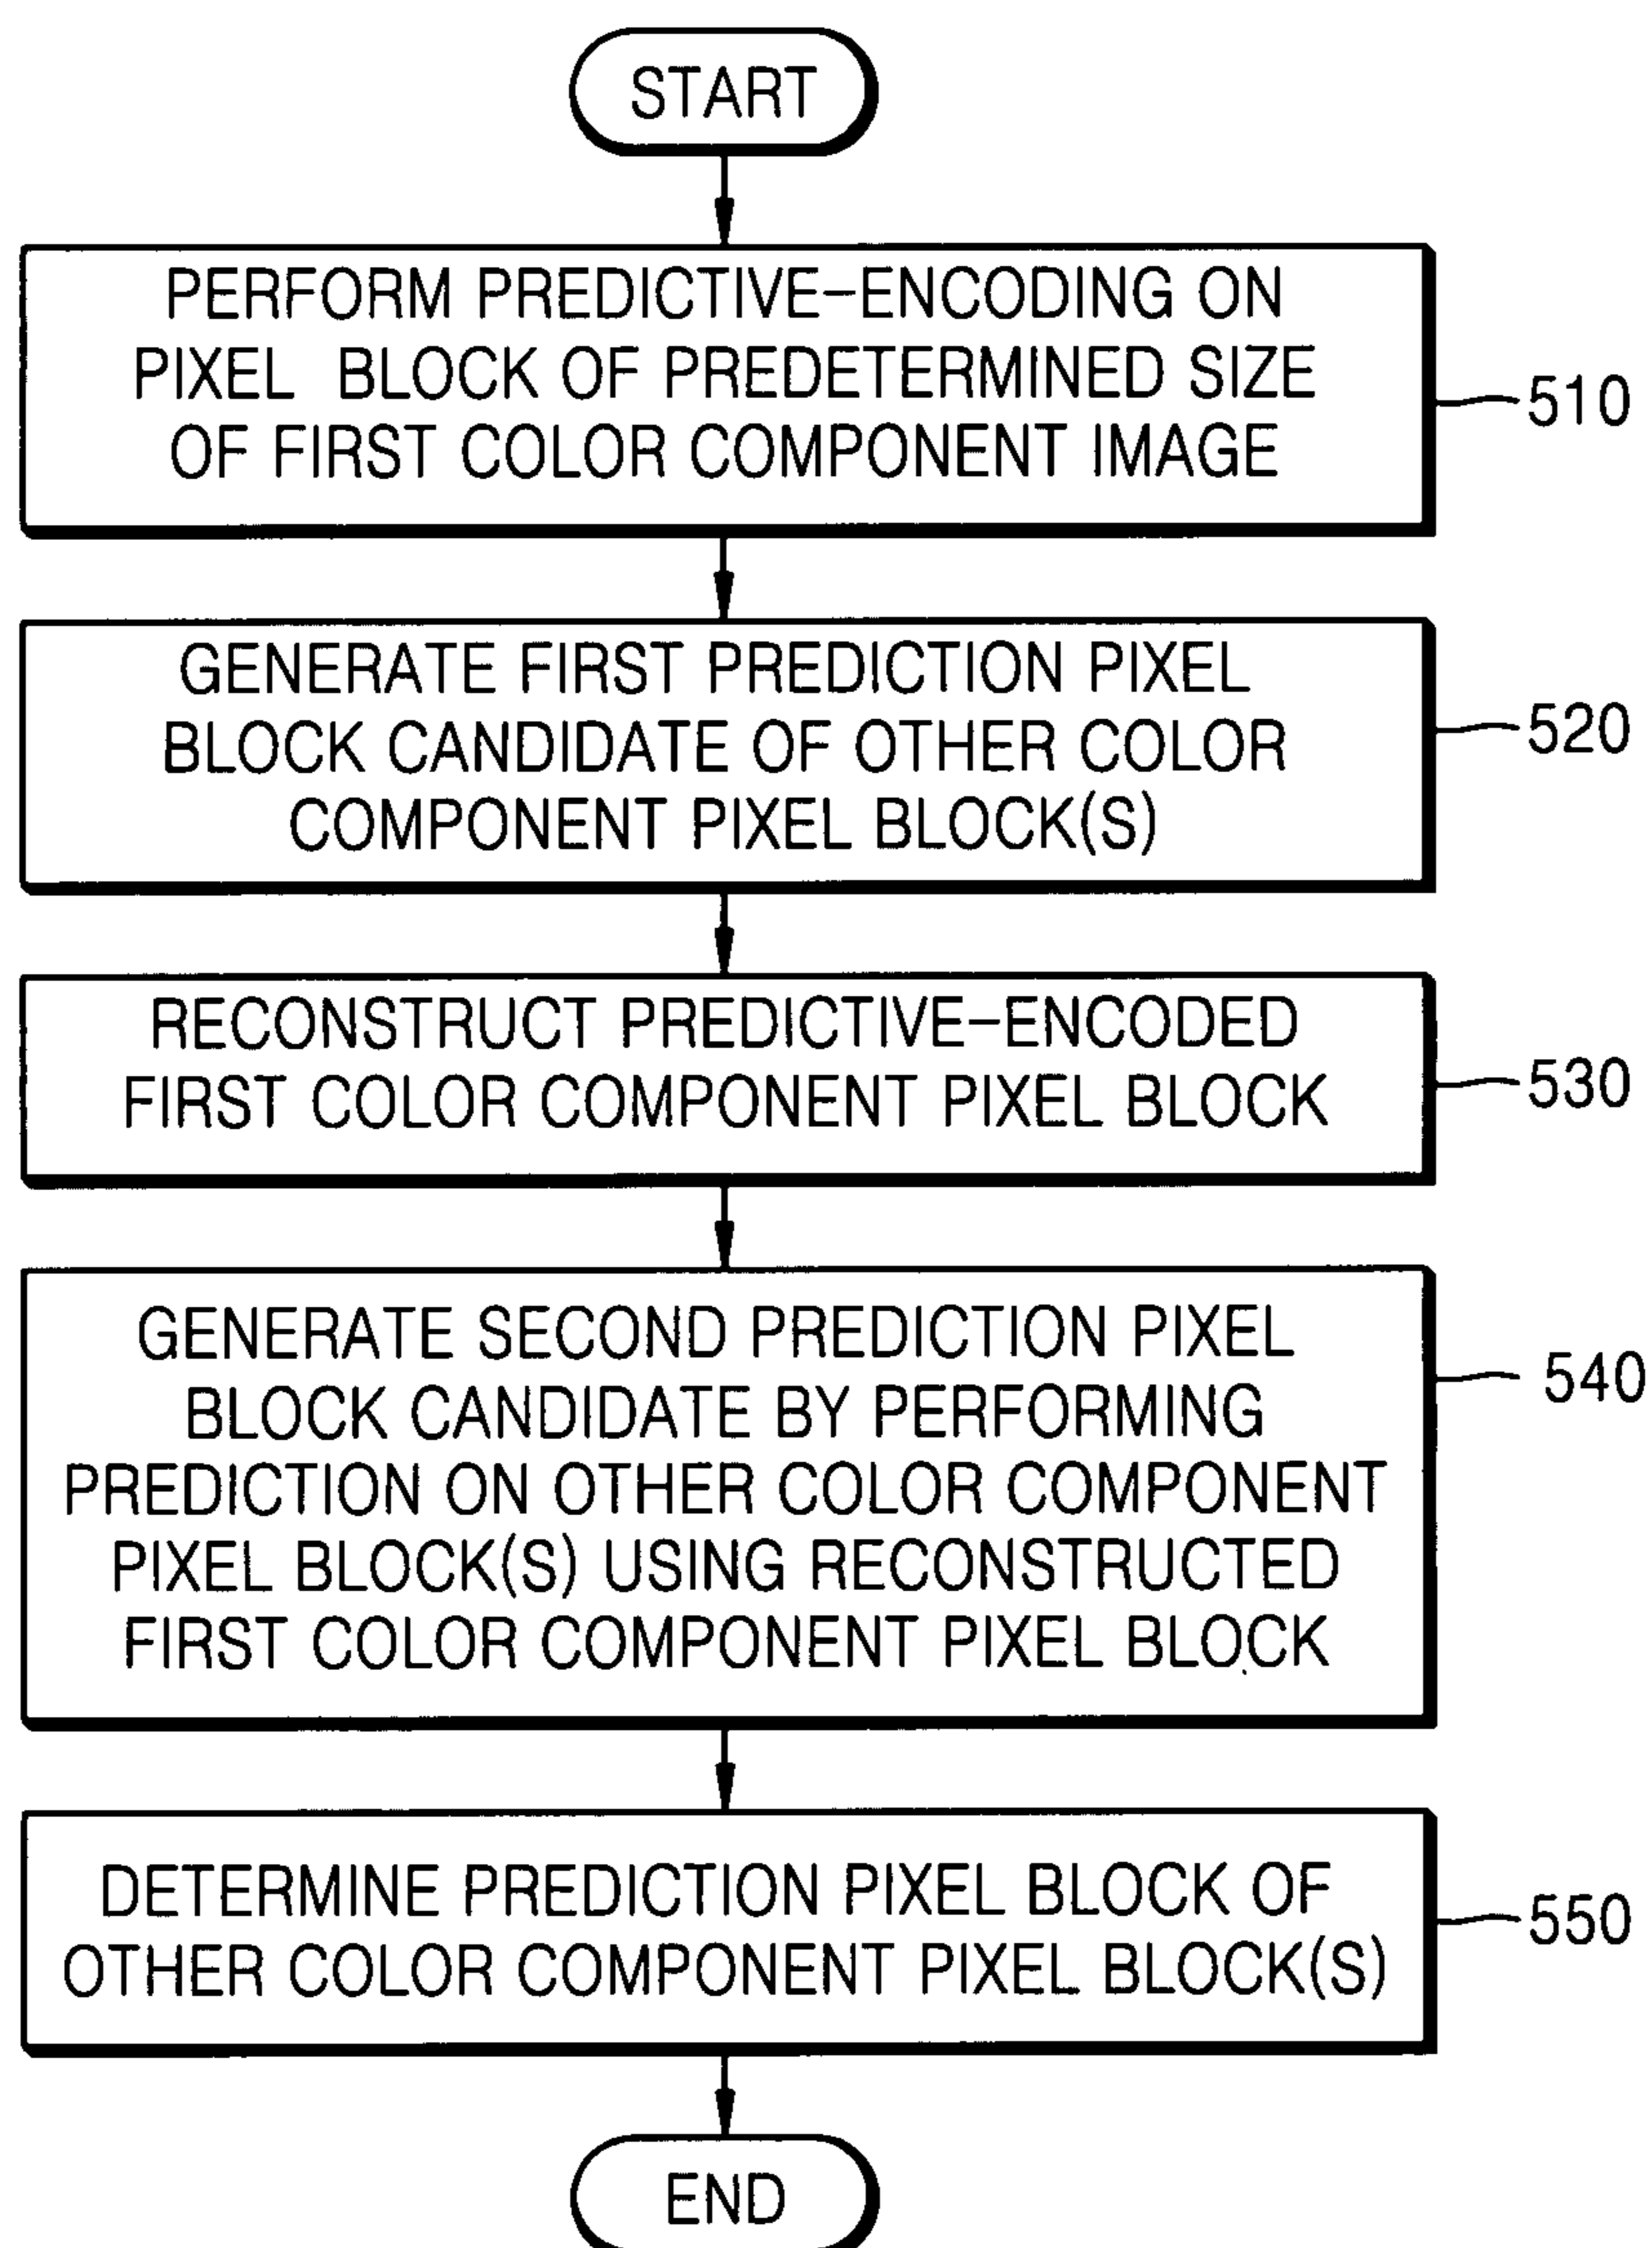 START
PERFORM PREDICTIVE-ENCODING ON
PIXEL BLOCK OF PREDETERMINED SIZE
OF FIRST COLOR COMPONENT IMAGE
510
GENERATE FIRST PREDICTION PIXEL
BLOCK CANDIDATE OF OTHER COLOR
COMPONENT PIXEL BLOCK(S)
520
RECONSTRUCT PREDICTIVE-ENCODED
FIRST COLOR COMPONENT PIXEL BLOCK
530
GENERATE SECOND PREDICTION PIXEL
BLOCK CANDIDATE BY PERFORMING
PREDICTION ON OTHER COLOR COMPONENT
PIXEL BLOCK(S) USING RECONSTRUCTED
FIRST COLOR COMPONENT PIXEL BLOCK
540
DETERMINE PREDICTION PIXEL BLOCK OF
OTHER COLOR COMPONENT PIXEL BLOCK(S)
550
END